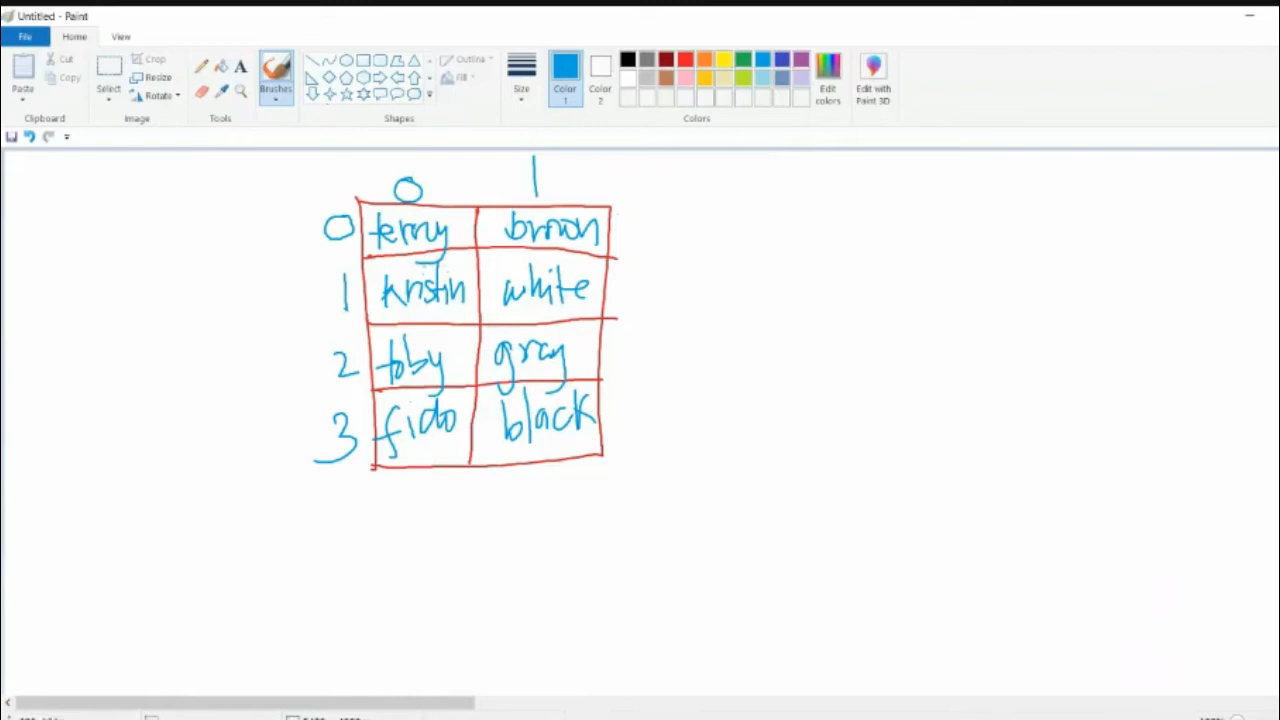 Untitled - Paint
File Home View
Paste
Cut
Copy
Select
Crop
Resize
Rotate
Brushes
Outline
Fill
Size
Color 1
Color 2
Edit colors
Edit with Paint 3D
Clipboard Image Tools Shapes Colors
0 1
0 terry brown
1 kristin white
2 toby gray
3 fido black